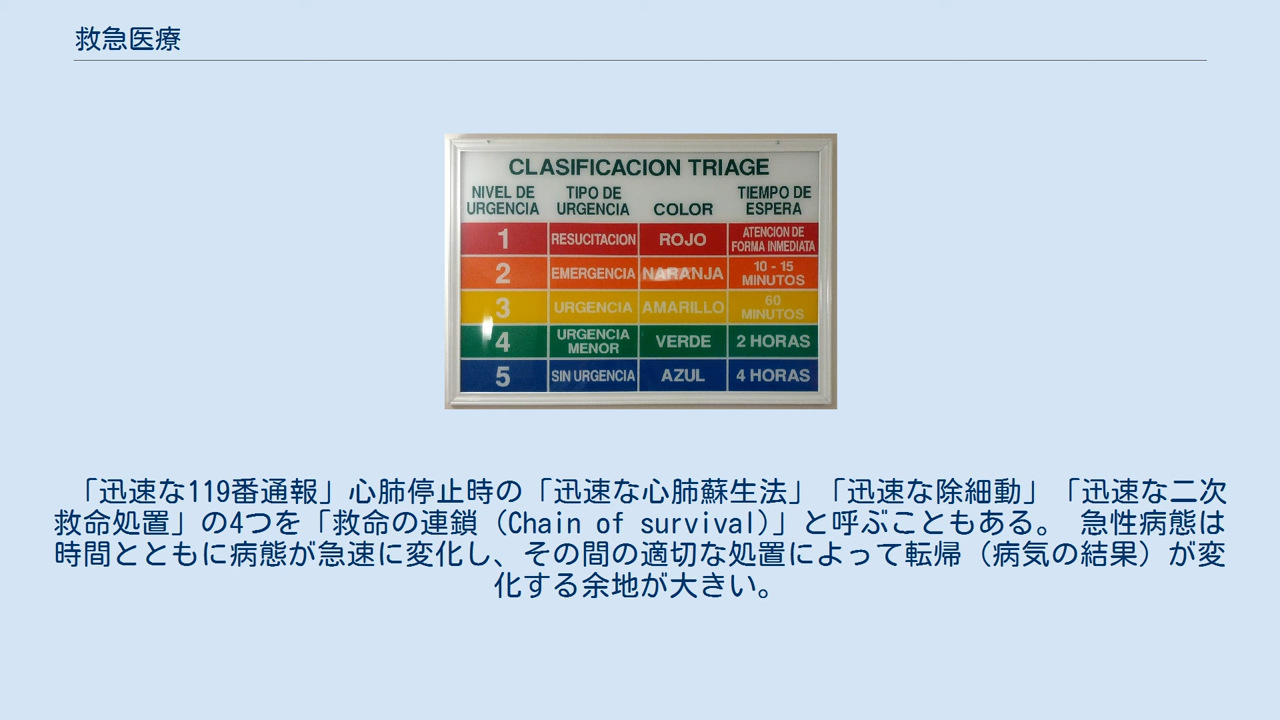 救急医療
CLASIFICACION TRIAGE
NIVEL DE URGENCIA TIPO DE URGENCIA COLOR TIEMPO DE ESPERA
1 RESUCITACION ROJO ATENCION DE FORMA INMEDIATA
2 EMERGENCIA NARANJA 10 - 15 MINUTOS
3 URGENCIA AMARILLO 60 MINUTOS
4 URGENCIA MENOR VERDE 2 HORAS
5 SIN URGENCIA AZUL 4 HORAS
「迅速な119番通報」心肺停止時の「迅速な心肺蘇生法」「迅速な除細動」「迅速な二次
救命処置」の4つを「救命の連鎖（Chain of survival)」と呼ぶこともある。 急性病態は
時間とともに病態が急速に変化し、その間の適切な処置によって転帰（病気の結果）が変
化する余地が大きい。